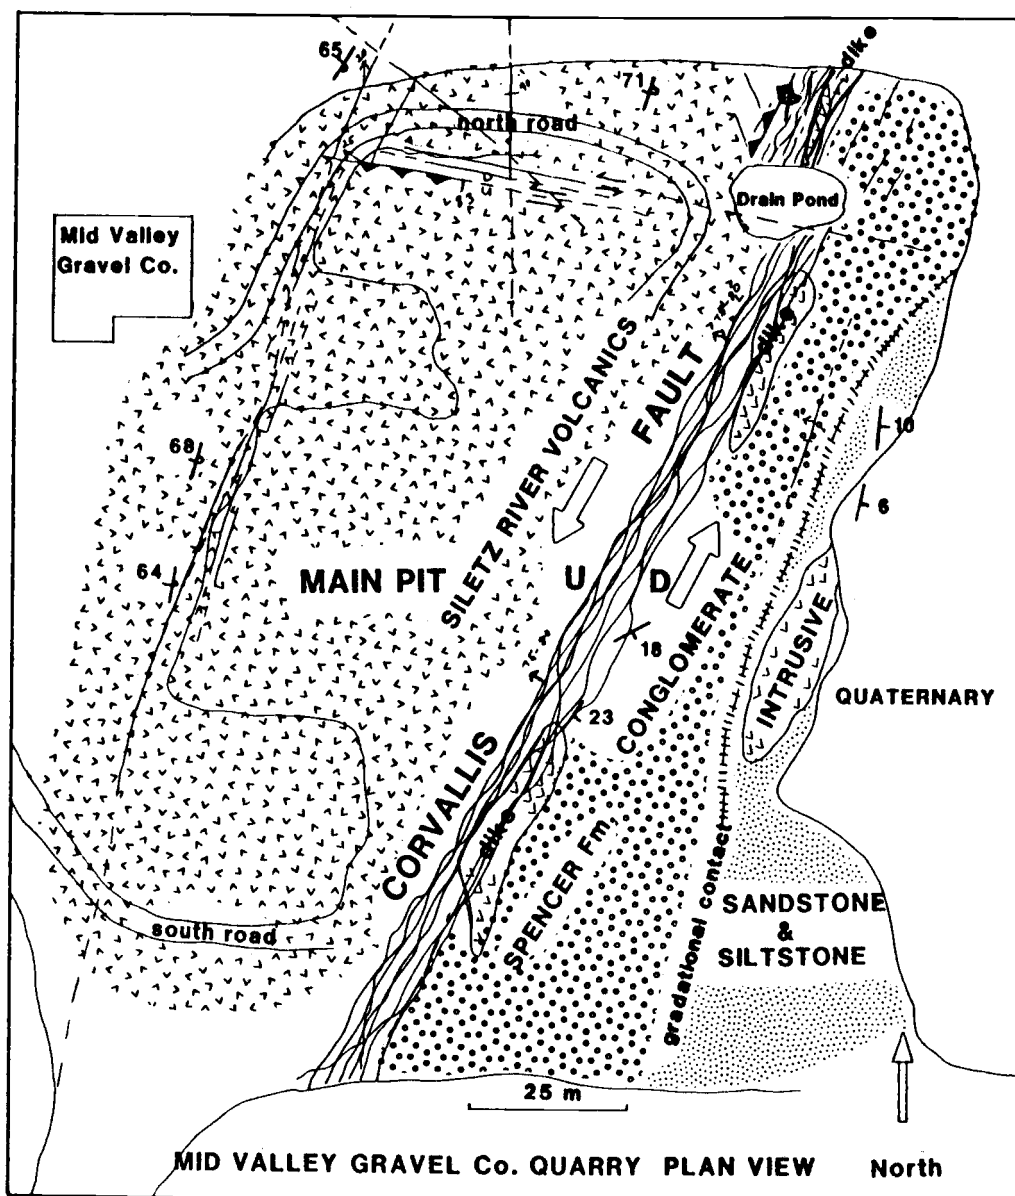 dike
65
71
north road
Drain Pond
Mid Valley
Gravel Co.
dike
SILETZ RIVER VOLCANICS
FAULT
10
68
6
64
MAIN PIT
U
D
18
INTRUSIVE
QUATERNARY
23
CONGLOMERATE
CORVALLIS
dike
SPENCER Fm,
gradational contact
SANDSTONE
&
SILTSTONE
south road
25 m
MID VALLEY GRAVEL Co. QUARRY PLAN VIEW
North